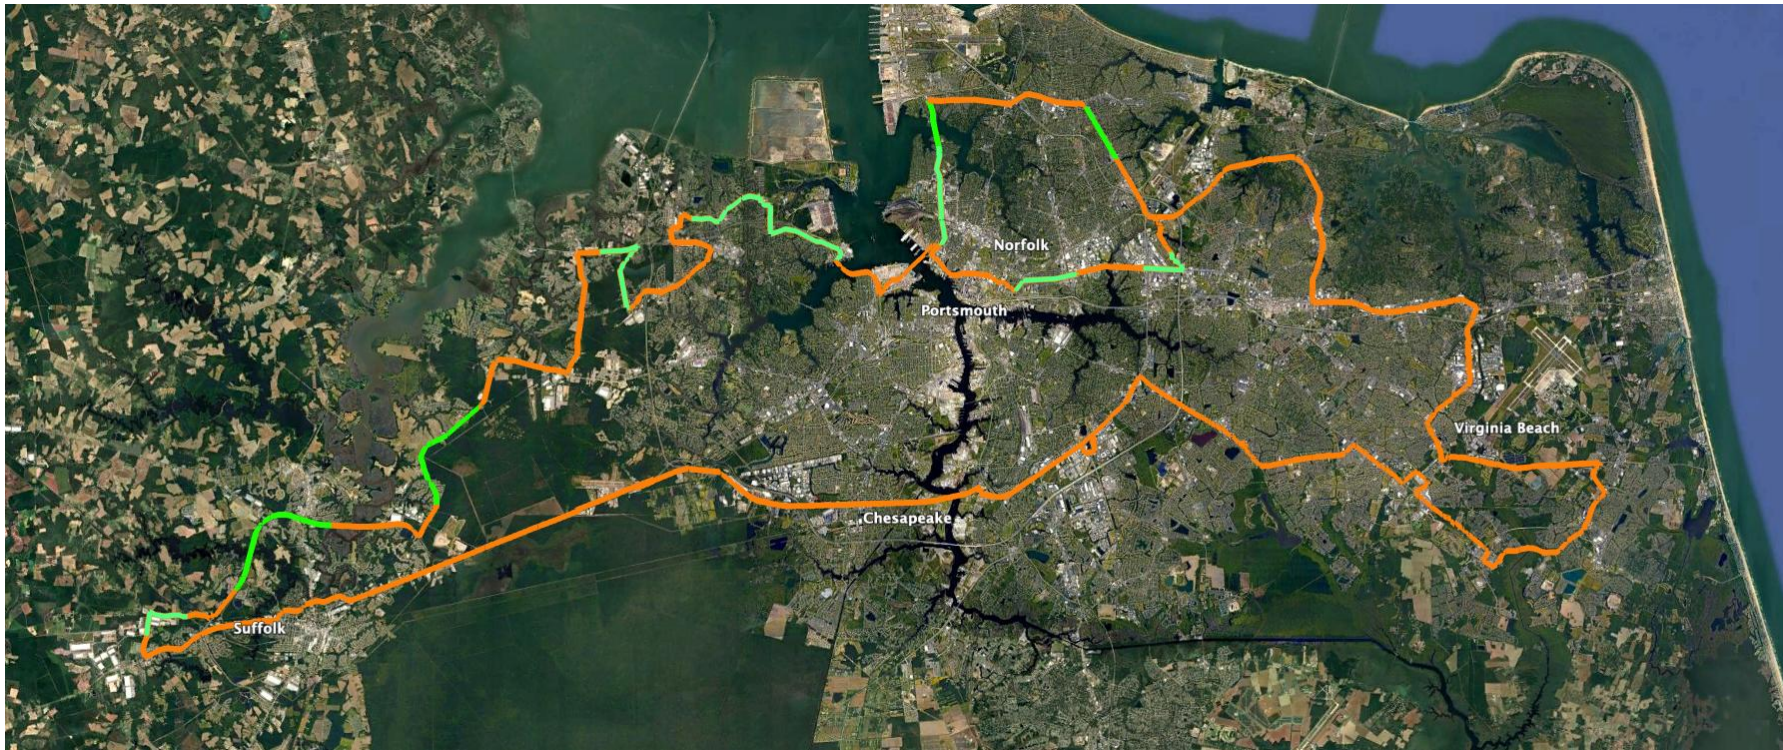 Norfolk
Portsmouth
Virginia Beach
Chesapeake
Suffolk